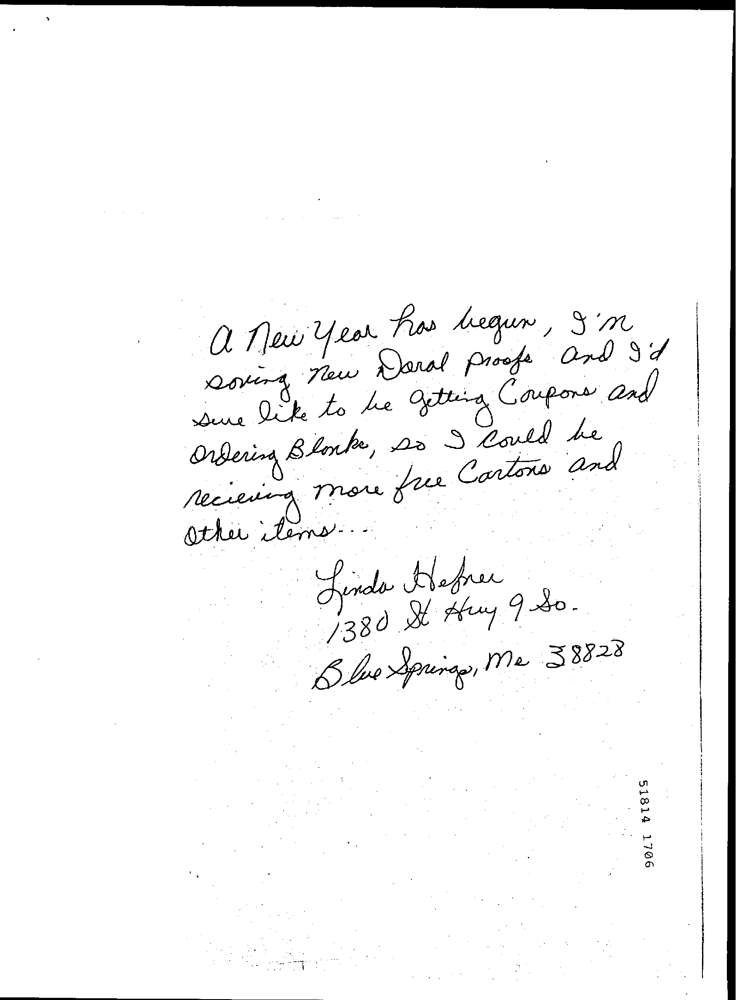 A New Year has begun, I'm
saving new Doral proofs and I'd
sure like to be getting Coupons and
Ordering Blanks, so I could be
recieving more free Cartons and
Other items...
Linda Hefner
1380 St Hwy 9 So.
Blue Springs, Ms 38828
51814 1706